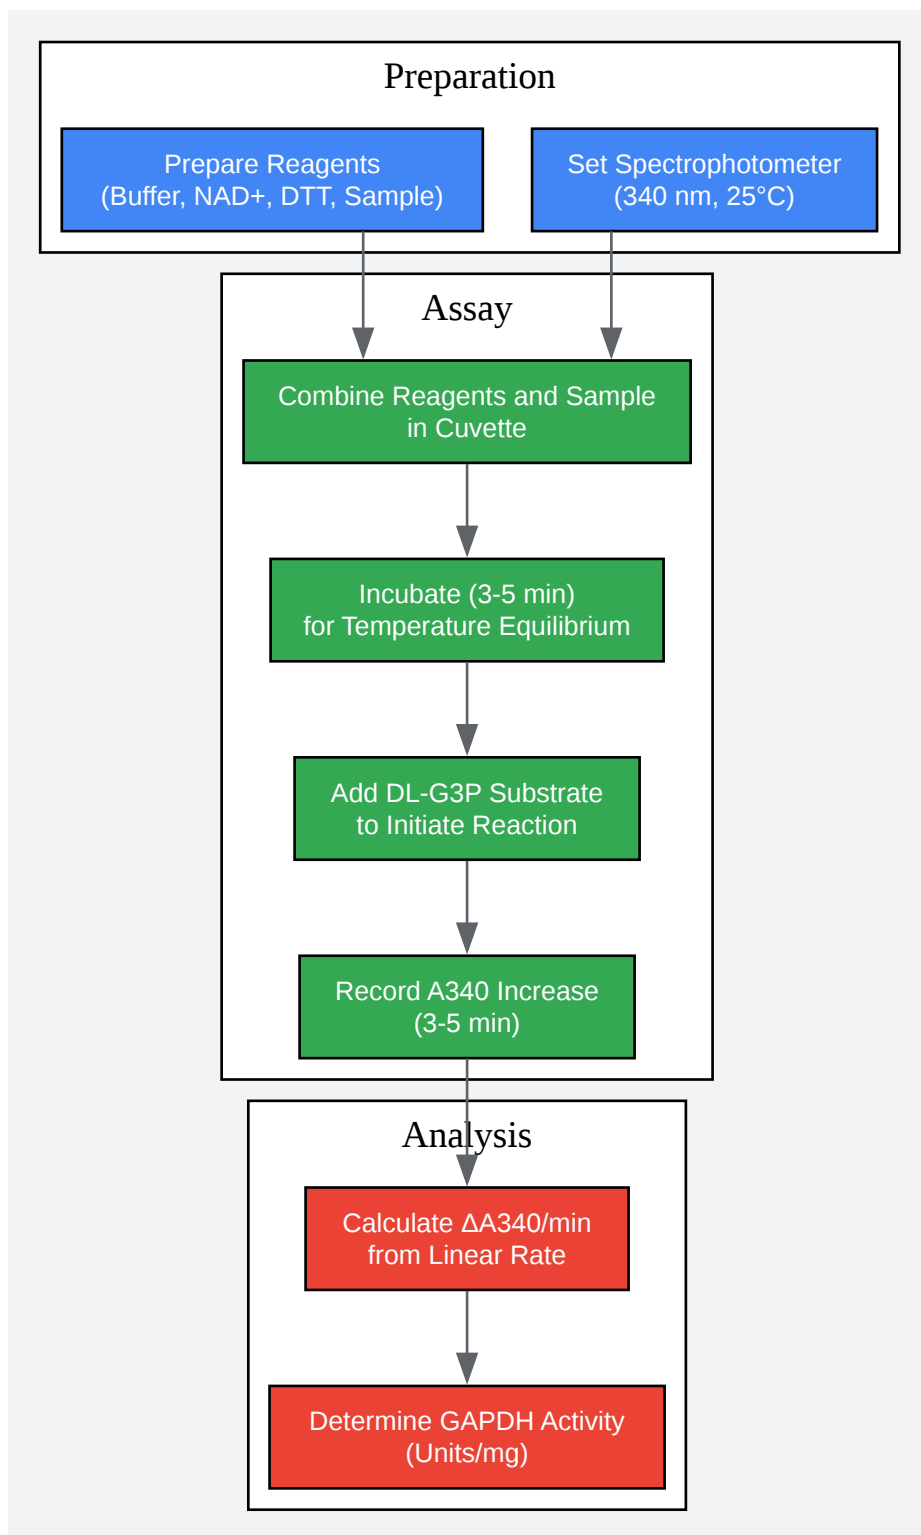 Preparation
Prepare Reagents
(Buffer, NAD+, DTT, Sample)
Set Spectrophotometer
(340 nm, 25°C)
Assay
Combine Reagents and Sample
in Cuvette
Incubate (3-5 min)
for Temperature Equilibrium
Add DL-G3P Substrate
to Initiate Reaction
Record A340 Increase
(3-5 min)
Analysis
Calculate ΔA340/min
from Linear Rate
Determine GAPDH Activity
(Units/mg)